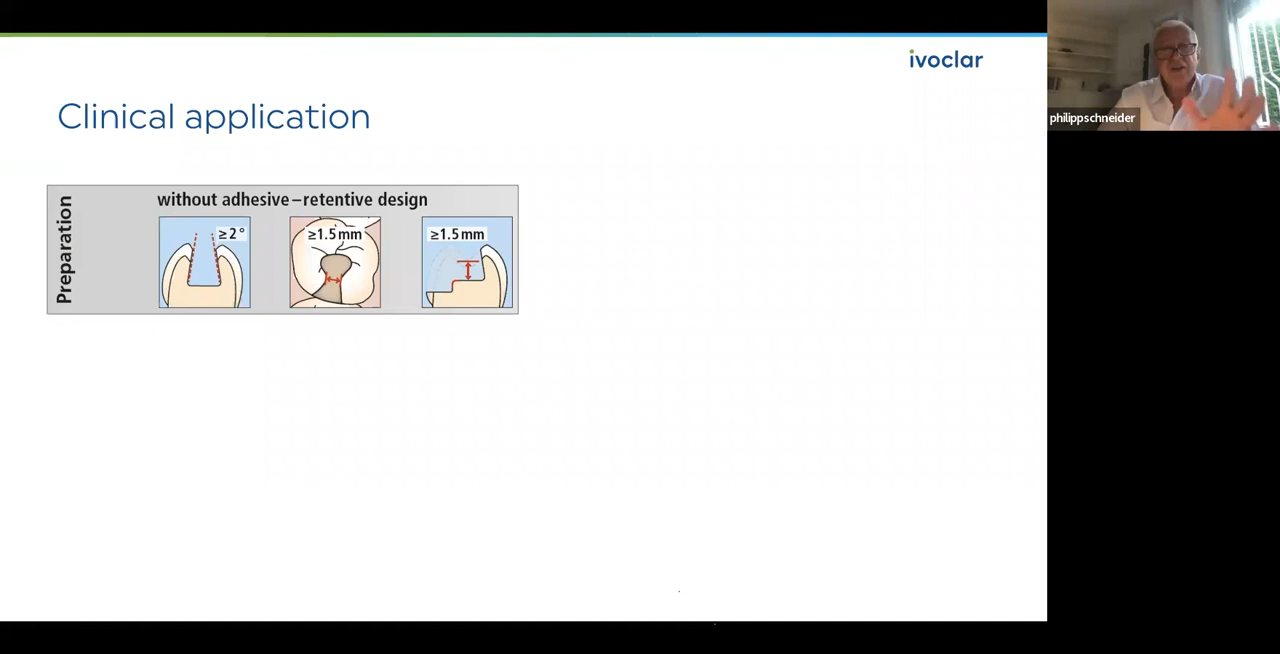 ivoclar
philippschneider
Clinical application
Preparation
without adhesive – retentive design
≥2°
≥1.5 mm
≥1.5 mm